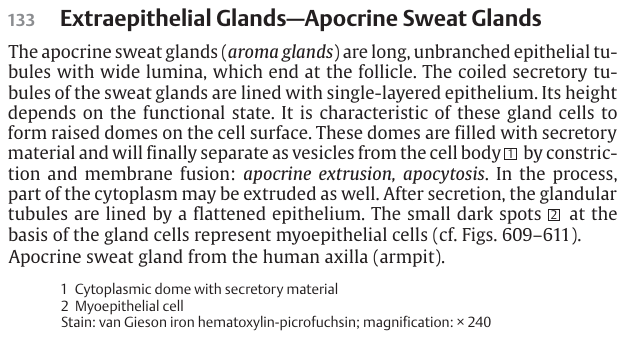 133 Extraepithelial Glands—Apocrine Sweat Glands
The apocrine sweat glands (aroma glands) are long, unbranched epithelial tu-
bules with wide lumina, which end at the follicle. The coiled secretory tu-
bules of the sweat glands are lined with single-layered epithelium. Its height
depends on the functional state. It is characteristic of these gland cells to
form raised domes on the cell surface. These domes are filled with secretory
material and will finally separate as vesicles from the cell body 1 by constric-
tion and membrane fusion: apocrine extrusion, apocytosis. In the process,
part of the cytoplasm may be extruded as well. After secretion, the glandular
tubules are lined by a flattened epithelium. The small dark spots 2 at the
basis of the gland cells represent myoepithelial cells (cf. Figs. 609–611).
Apocrine sweat gland from the human axilla (armpit).
1 Cytoplasmic dome with secretory material
2 Myoepithelial cell
Stain: van Gieson iron hematoxylin-picrofuchsin; magnification: × 240